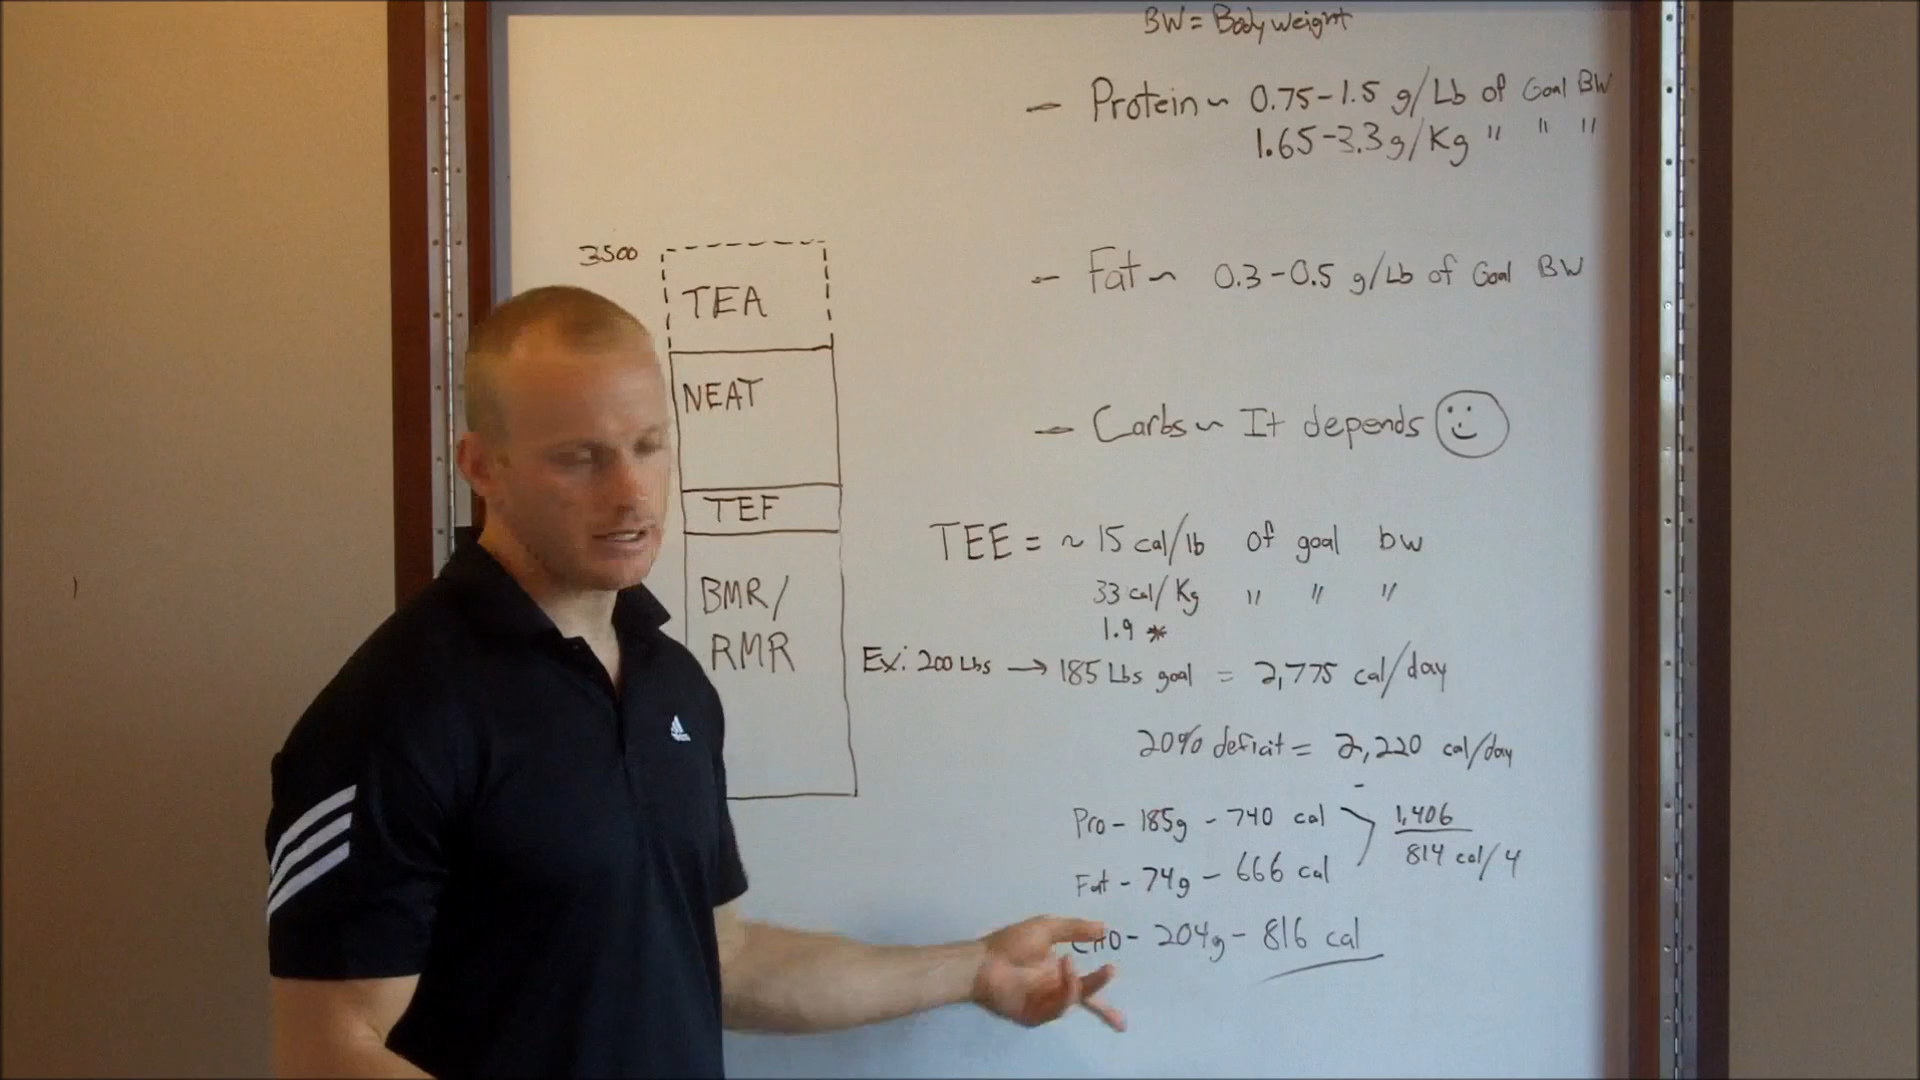 BW = Body weight
— Protein ~ 0.75-1.5 g/Lb of Goal BW
1.65-3.3g/Kg " " "
- Fat ~ 0.3-0.5 g/Lb of Goal BW
— Carbs ~ It depends
3500
TEA
NEAT
TEF
BMR/
RMR
TEE = ~ 15 cal/lb of goal bw
33 cal/Kg " " "
1.9 *
Ex: 200 Lbs → 185 Lbs goal = 2,775 cal/day
20% deficit = 2,220 cal/day
-
Pro - 185g - 740 cal
Fat - 74g - 666 cal
1,406
814 cal/4
CHO - 204g - 816 cal